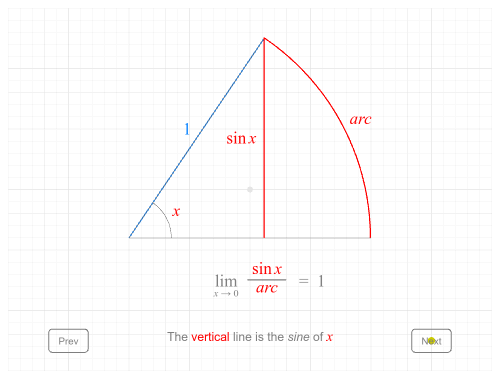 1
sin x
arc
x
lim x → 0 sin x / arc = 1
Prev
The vertical line is the sine of x
Next